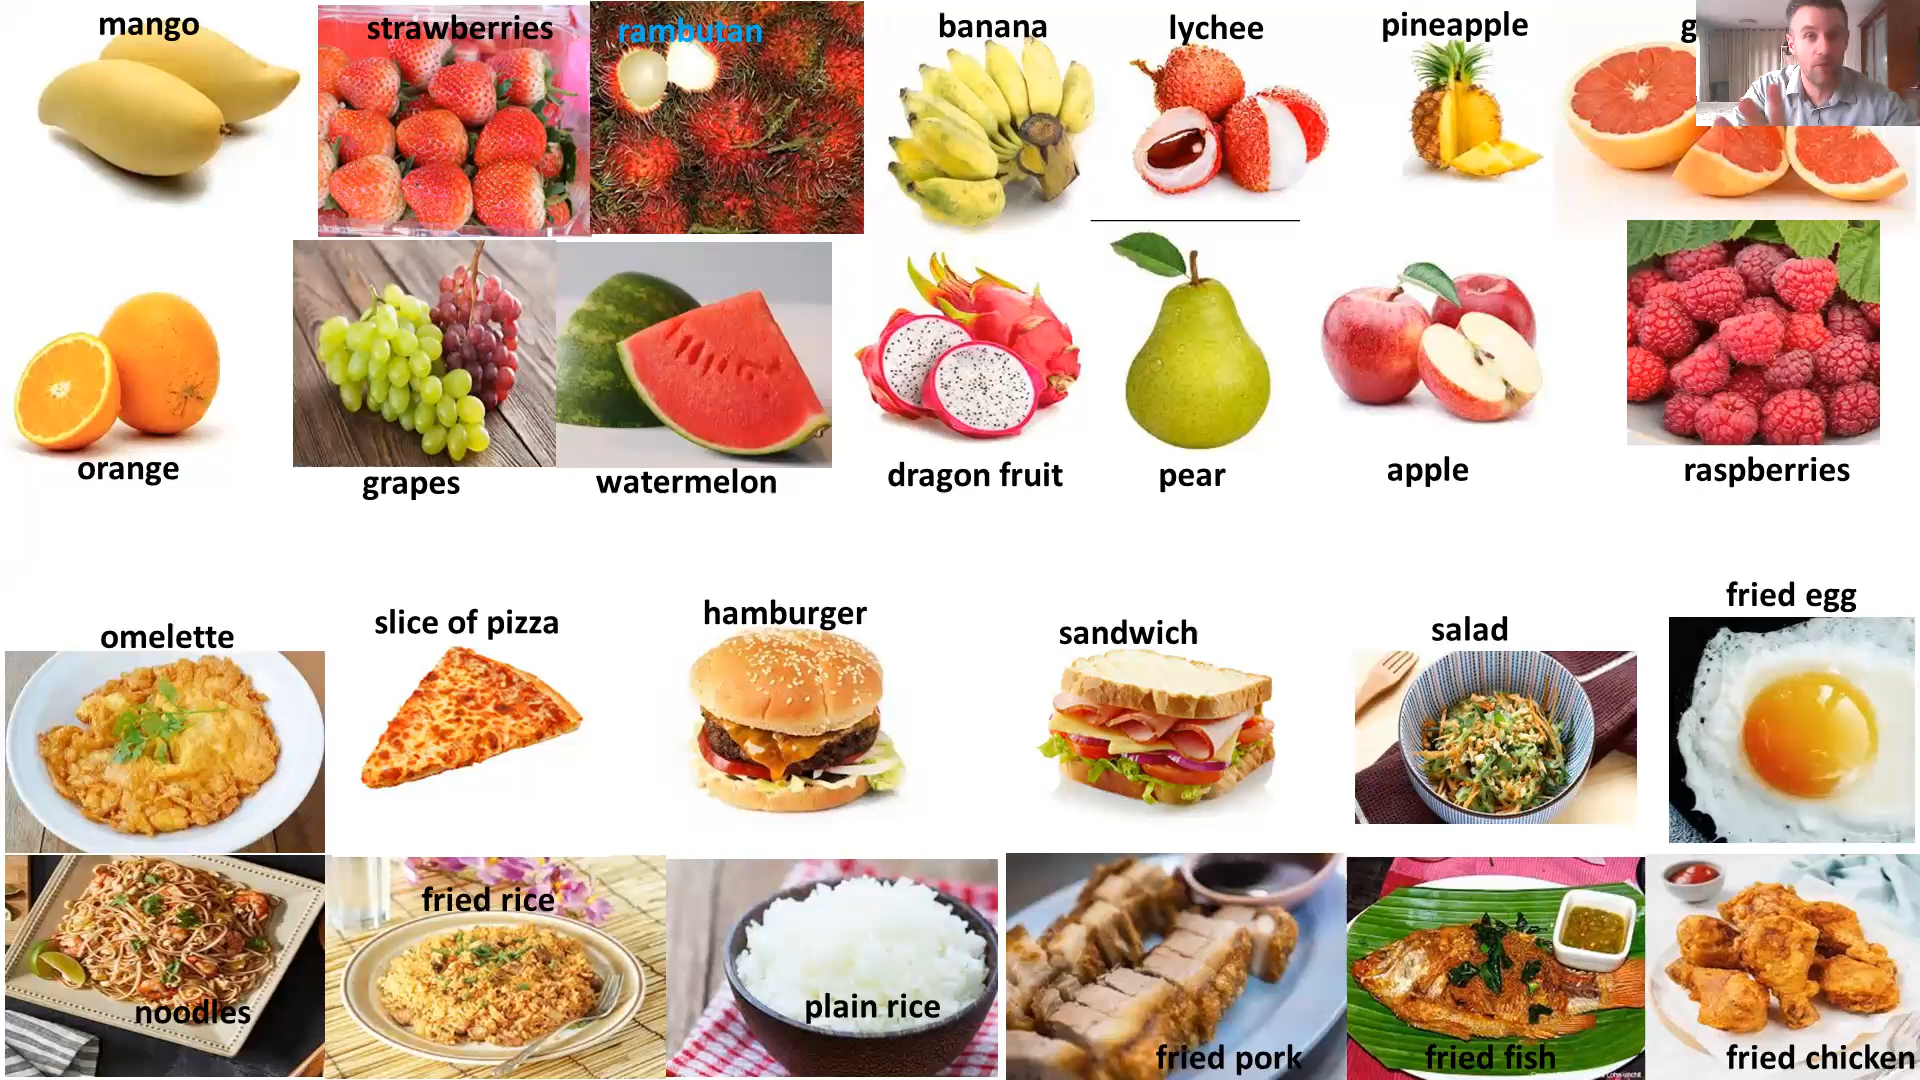 mango
strawberries
rambutan
banana
lychee
pineapple
g
orange
grapes
watermelon
dragon fruit
pear
apple
raspberries
omelette
slice of pizza
hamburger
sandwich
salad
fried egg
noodles
fried rice
plain rice
fried pork
fried fish
fried chicken